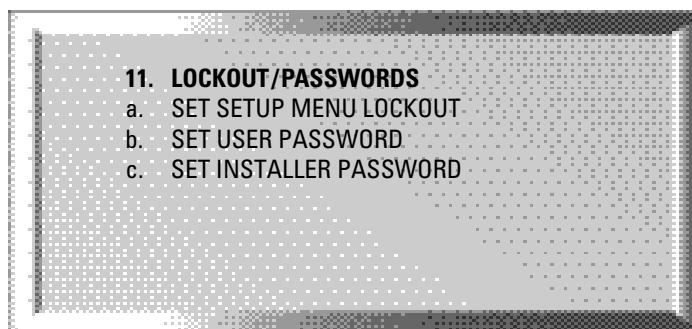 11. LOCKOUT/PASSWORDS
a. SET SETUP MENU LOCKOUT
b. SET USER PASSWORD
c. SET INSTALLER PASSWORD